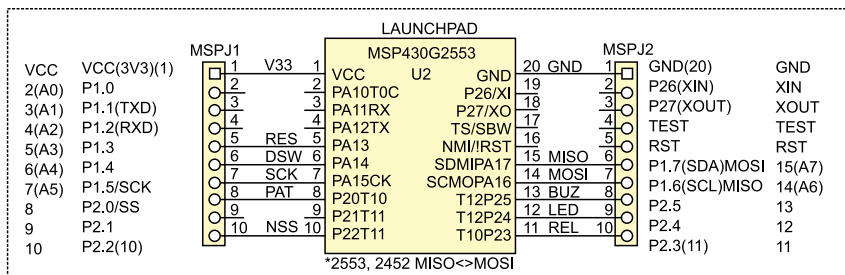 LAUNCHPAD
MSPJ1 MSP430G2553 MSPJ2
VCC VCC(3V3)(1) 1 V33 1 VCC U2 GND 20 GND 1 GND(20) GND
2(A0) P1.0 2 2 PA10T0C P26/XI 19 2 P26(XIN) XIN
3(A1) P1.1(TXD) 3 3 PA11RX P27/XO 18 3 P27(XOUT) XOUT
4(A2) P1.2(RXD) 4 4 PA12TX TS/SBW 17 4 TEST TEST
5(A3) P1.3 5 RES 5 PA13 NMI/!RST 16 5 RST RST
6(A4) P1.4 6 DSW 6 PA14 SDMIPA17 15 MISO 6 P1.7(SDA)MOSI 15(A7)
7(A5) P1.5/SCK 7 SCK 7 PA15CK SCMOPA16 14 MOSI 7 P1.6(SCL)MISO 14(A6)
8 P2.0/SS 8 PAT 8 P20T10 T12P25 13 BUZ 8 P2.5 13
9 P2.1 9 9 P21T11 T12P24 12 LED 9 P2.4 12
10 P2.2(10) 10 NSS 10 P22T11 T10P23 11 REL 10 P2.3(11) 11
*2553, 2452 MISO<>MOSI